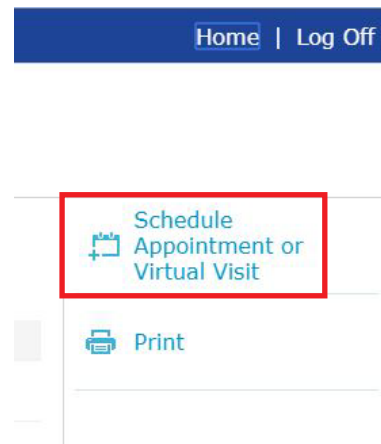 Home | Log Off
Schedule
Appointment or
Virtual Visit
Print